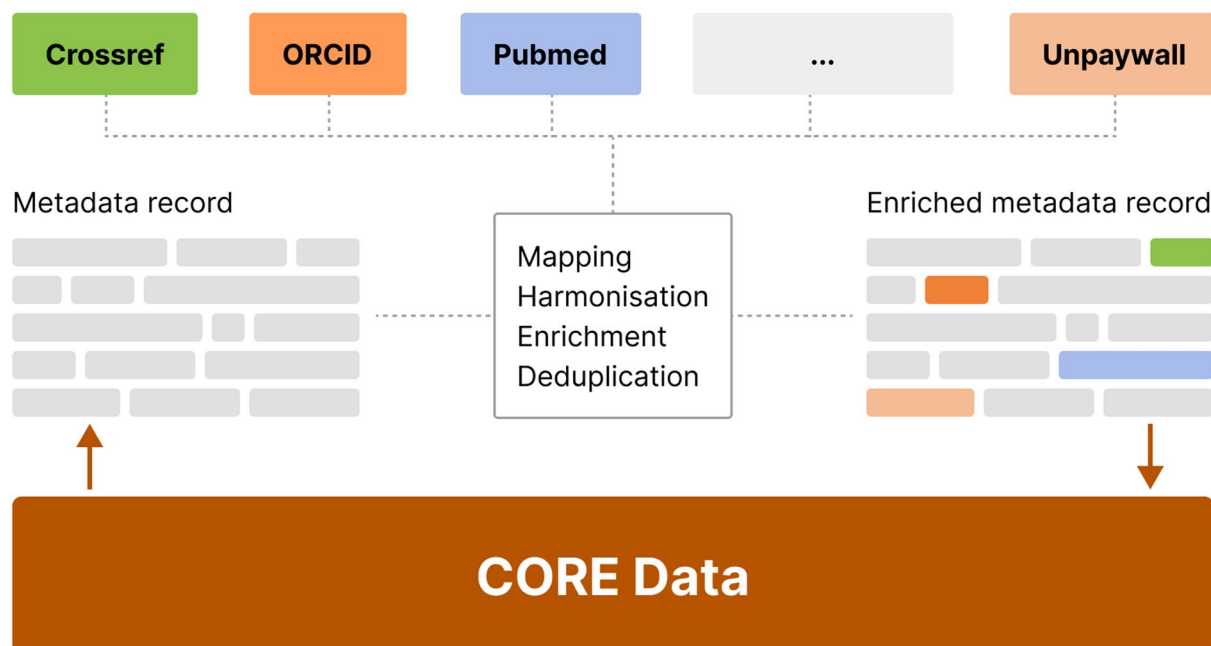 Crossref
ORCID
Pubmed
...
Unpaywall
Metadata record
Enriched metadata record
Mapping
Harmonisation
Enrichment
Deduplication
CORE Data